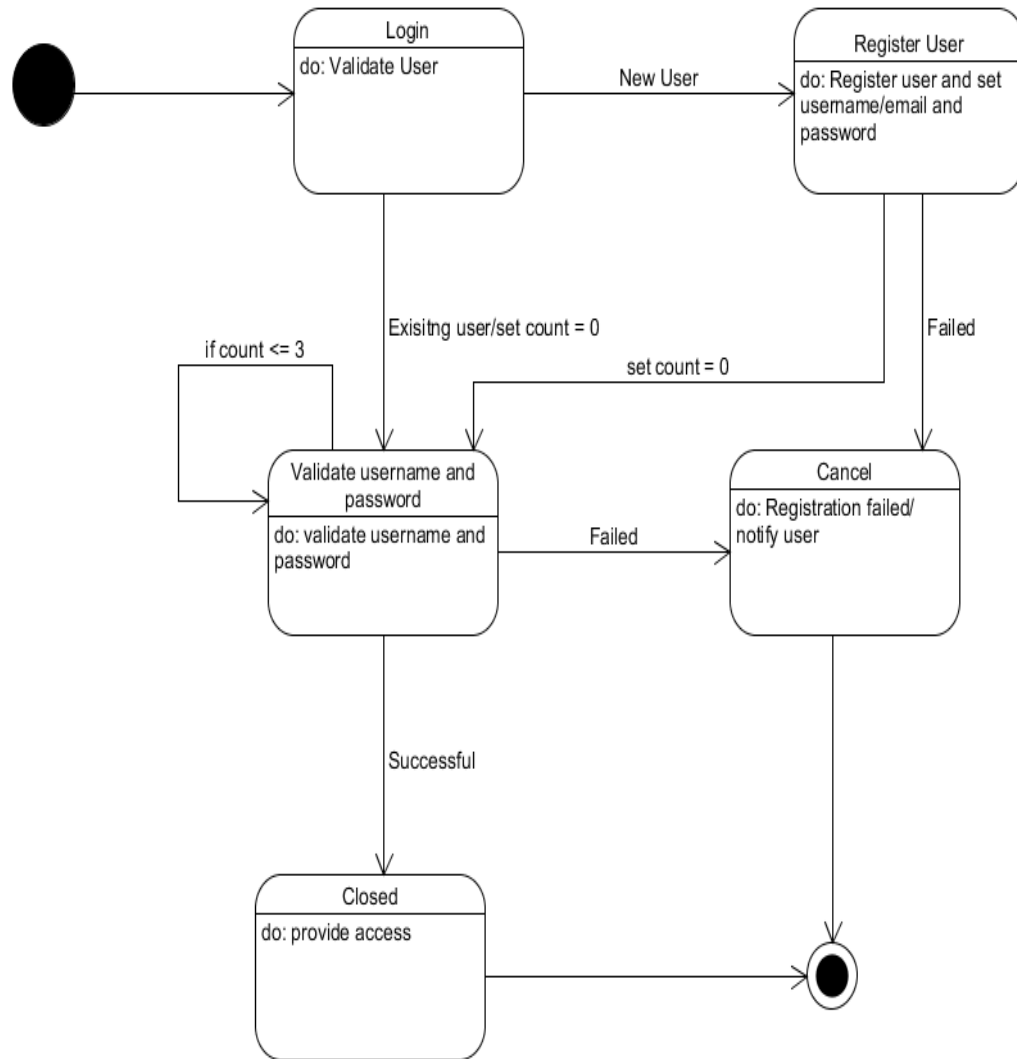 Login
do: Validate User
New User
Register User
do: Register user and set
username/email and
password
Exisitng user/set count = 0
Failed
if count <= 3
set count = 0
Validate username and
password
do: validate username and
password
Failed
Cancel
do: Registration failed/
notify user
Successful
Closed
do: provide access